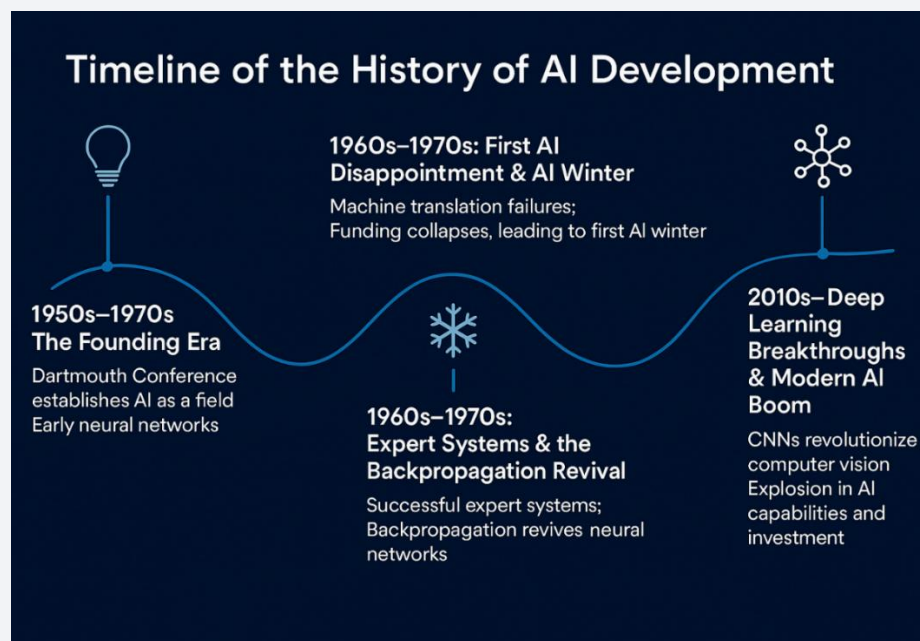 Timeline of the History of AI Development
1960s–1970s: First AI
Disappointment & AI Winter
Machine translation failures;
Funding collapses, leading to first AI winter
1950s–1970s
The Founding Era
Dartmouth Conference
establishes AI as a field
Early neural networks
1960s–1970s:
Expert Systems & the
Backpropagation Revival
Successful expert systems;
Backpropagation revives neural
networks
2010s–Deep
Learning
Breakthroughs
& Modern AI
Boom
CNNs revolutionize
computer vision
Explosion in AI
capabilities and
investment